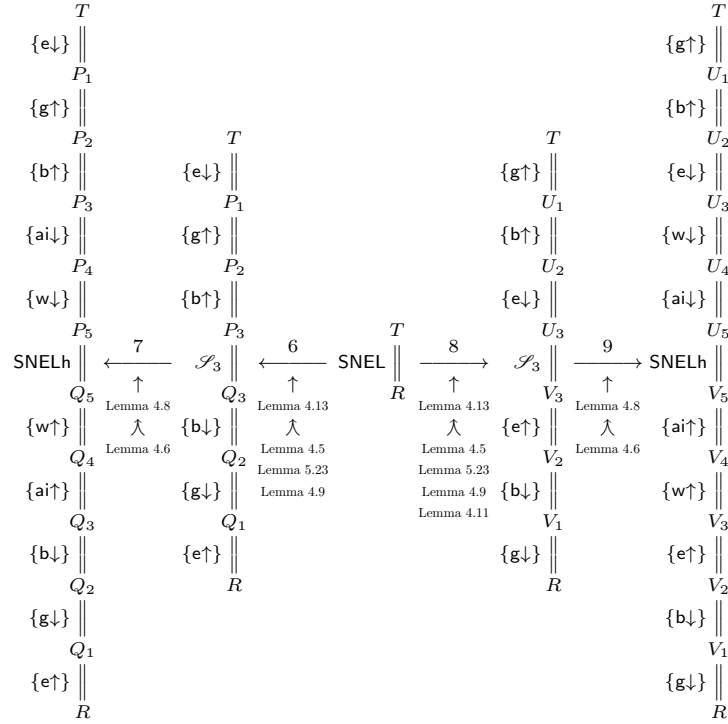 T T
{e↓} {g↑}
P₁ U₁
{g↑} {b↑}
P₂ T T U₂
{b↑} {e↓} {g↑} {e↓}
P₃ P₁ U₁ U₃
{ai↓} {g↑} {b↑} {w↓}
P₄ P₂ U₂ U₄
{w↓} {b↑} {e↓} {ai↓}
P₅ P₃ T U₃ U₅
7 6 8 9
SNELh 𝒮₃ SNEL 𝒮₃ SNELh
Q₅ Q₃ R V₃ V₅
Lemma 4.8 Lemma 4.13 Lemma 4.13 Lemma 4.8
{w↑} {b↓} {e↑} {ai↑}
Lemma 4.6 Lemma 4.5 Lemma 4.5 Lemma 4.6
Q₄ Q₂ V₂ V₄
Lemma 5.23 Lemma 5.23
{ai↑} {g↓} Lemma 4.9 Lemma 4.9 {b↓} {w↑}
Lemma 4.11
Q₃ Q₁ V₁ V₃
{b↓} {e↑} {g↓} {e↑}
Q₂ R R V₂
{g↓} {b↓}
Q₁ V₁
{e↑} {g↓}
R R